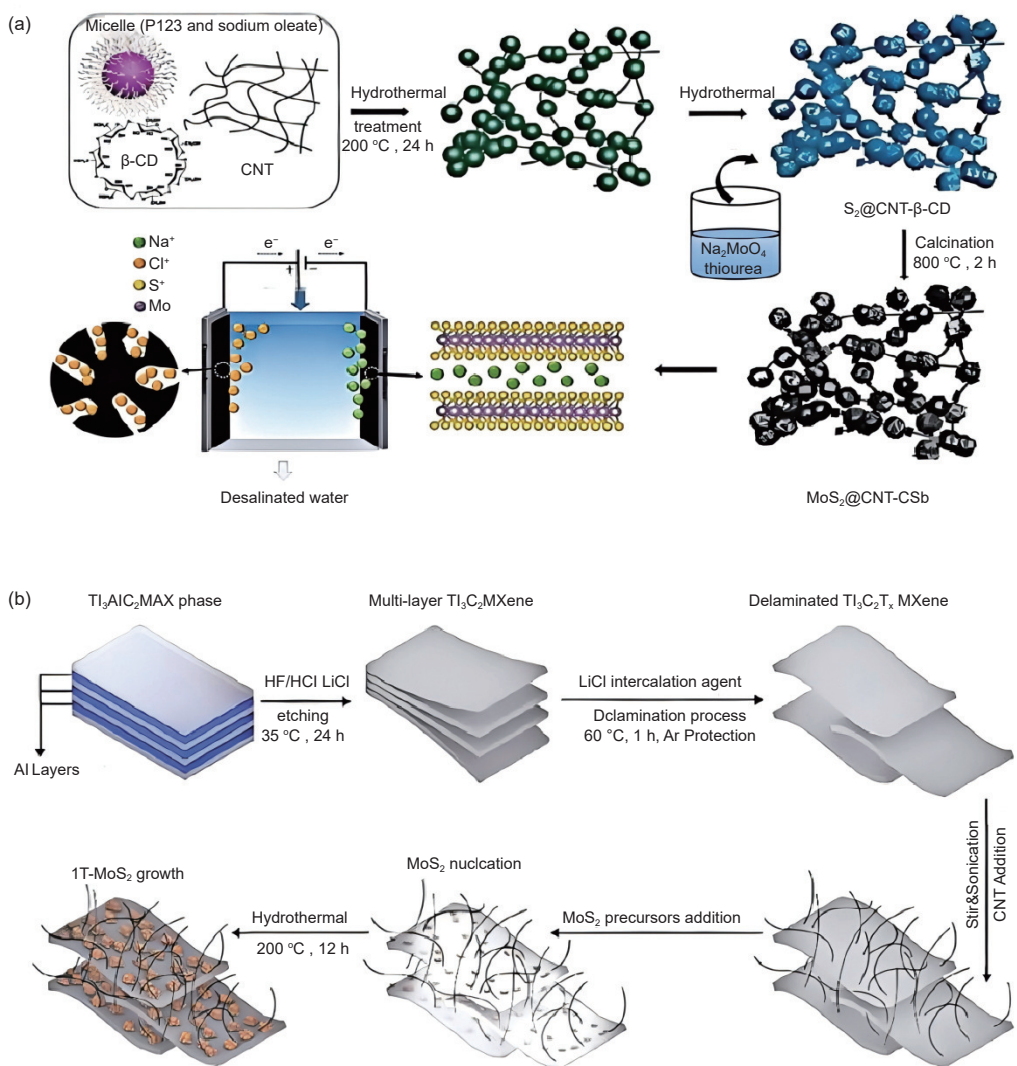 (a)
Micelle (P123 and sodium oleate)
β-CD
CNT
Hydrothermal
treatment
200 °C , 24 h
Hydrothermal
Na₂MoO₄
thiourea
S₂@CNT-β-CD
Calcination
800 °C , 2 h
MoS₂@CNT-CSb
Na⁺
Cl⁺
S⁺
Mo
e⁻
e⁻
+
Desalinated water
(b)
TI₃AIC₂MAX phase
Multi-layer TI₃C₂MXene
Delaminated TI₃C₂Tₓ MXene
HF/HCl LiCl
etching
35 °C , 24 h
LiCl intercalation agent
Dclamination process
60 °C, 1 h, Ar Protection
AI Layers
Stir&Sonication
CNT Addition
MoS₂ precursors addition
MoS₂ nuclcation
Hydrothermal
200 °C , 12 h
1T-MoS₂ growth